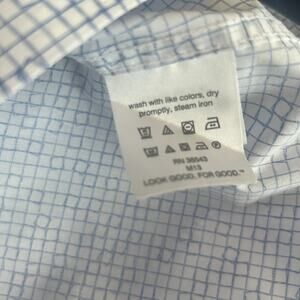 wash with like colors, dry
promptly, steam iron
RN 36543
M13
LOOK GOOD. FOR GOOD.™